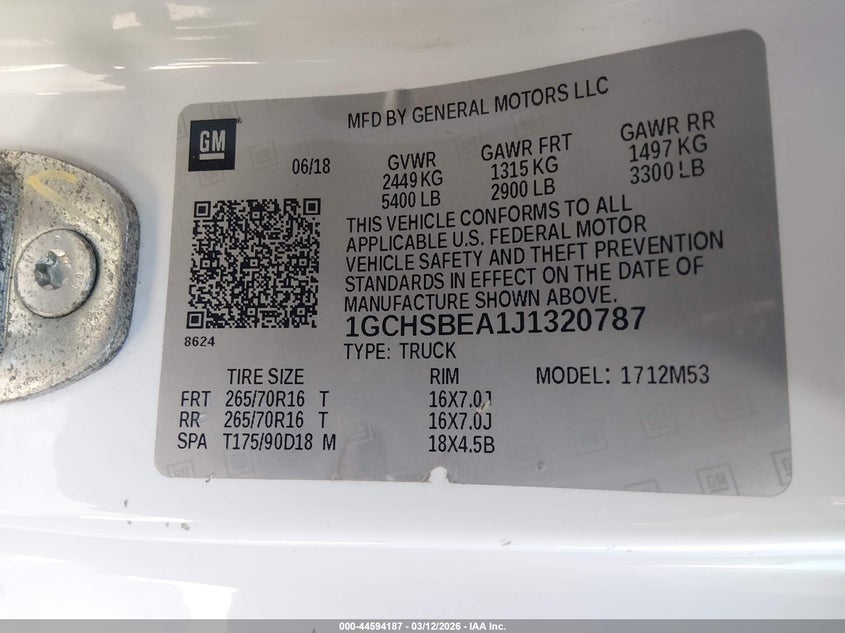 MFD BY GENERAL MOTORS LLC
GM
06/18
GVWR GAWR FRT GAWR RR
2449 KG 1315 KG 1497 KG
5400 LB 2900 LB 3300 LB
THIS VEHICLE CONFORMS TO ALL
APPLICABLE U.S. FEDERAL MOTOR
VEHICLE SAFETY AND THEFT PREVENTION
STANDARDS IN EFFECT ON THE DATE OF
MANUFACTURE SHOWN ABOVE.
8624
1GCHSBEA1J1320787
TYPE: TRUCK
TIRE SIZE RIM MODEL: 1712M53
FRT 265/70R16 T 16X7.0J
RR 265/70R16 T 16X7.0J
SPA T175/90D18 M 18X4.5B
000-44594187 - 03/12/2026 - IAA Inc.